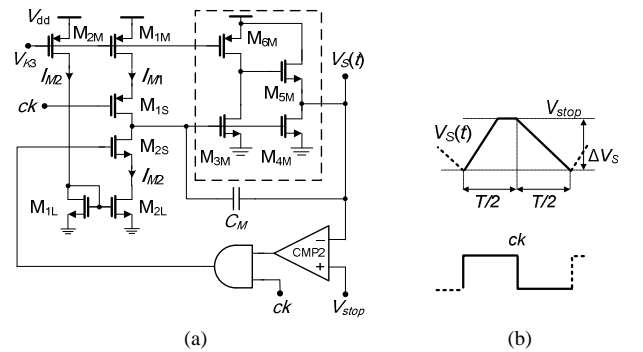 V_dd
M_2M
M_1M
M_6M
V_K3
I_M2
I_M1
V_S(t)
M_5M
ck
M_1S
M_2S
M_3M
M_4M
I_M2
M_1L
M_2L
C_M
CMP2
−
+
ck
V_stop
(a)
V_stop
V_S(t)
ΔV_S
T/2
T/2
ck
(b)